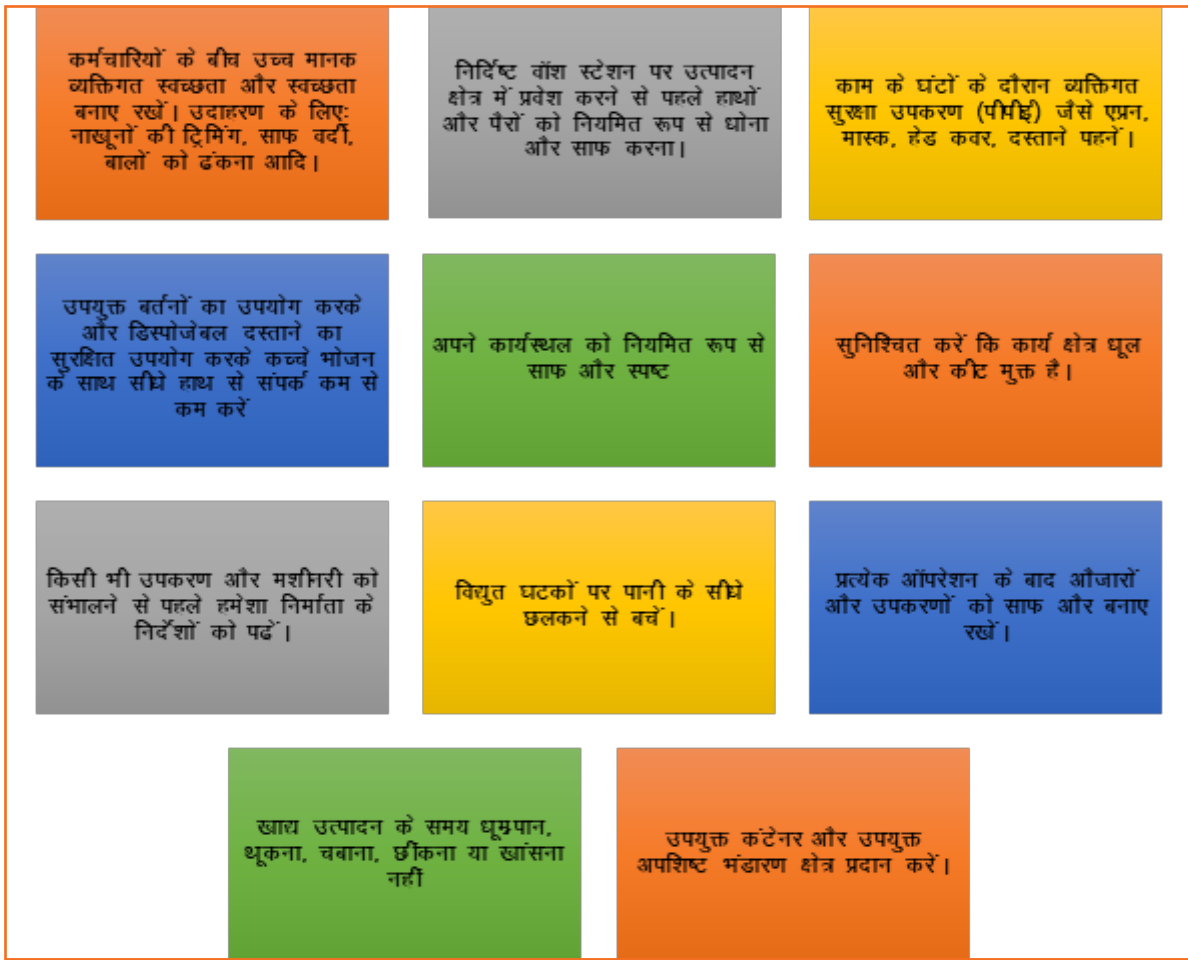 कर्मचारियों के बीच उच्च मानक
व्यक्तिगत स्वच्छता और स्वच्छता
बनाए रखें। उदाहरण के लिए:
नाखूनों की ट्रिमिंग, साफ वर्दी,
बालों को ढंकना आदि।
निर्दिष्ट वॉश स्टेशन पर उत्पादन
क्षेत्र में प्रवेश करने से पहले हाथों
और पैरों को नियमित रूप से धोना
और साफ करना।
काम के घंटों के दौरान व्यक्तिगत
सुरक्षा उपकरण (पीपीई) जैसे एप्रन,
मास्क, हेड कवर, दस्ताने पहनें।
उपयुक्त बर्तनों का उपयोग करके
और डिस्पोजेबल दस्ताने का
सुरक्षित उपयोग करके कच्चे भोजन
के साथ सीधे हाथ से संपर्क कम से
कम करें
अपने कार्यस्थल को नियमित रूप से
साफ और स्पष्ट
सुनिश्चित करें कि कार्य क्षेत्र धूल
और कीट मुक्त है।
किसी भी उपकरण और मशीनरी को
संभालने से पहले हमेशा निर्माता के
निर्देशों को पढें।
विद्युत घटकों पर पानी के सीधे
छलकने से बचें।
प्रत्येक ऑपरेशन के बाद औजारों
और उपकरणों को साफ और बनाए
रखें।
खाद्य उत्पादन के समय धूम्रपान,
थूकना, चबाना, छींकना या खांसना
नहीं
उपयुक्त कंटेनर और उपयुक्त
अपशिष्ट भंडारण क्षेत्र प्रदान करें।